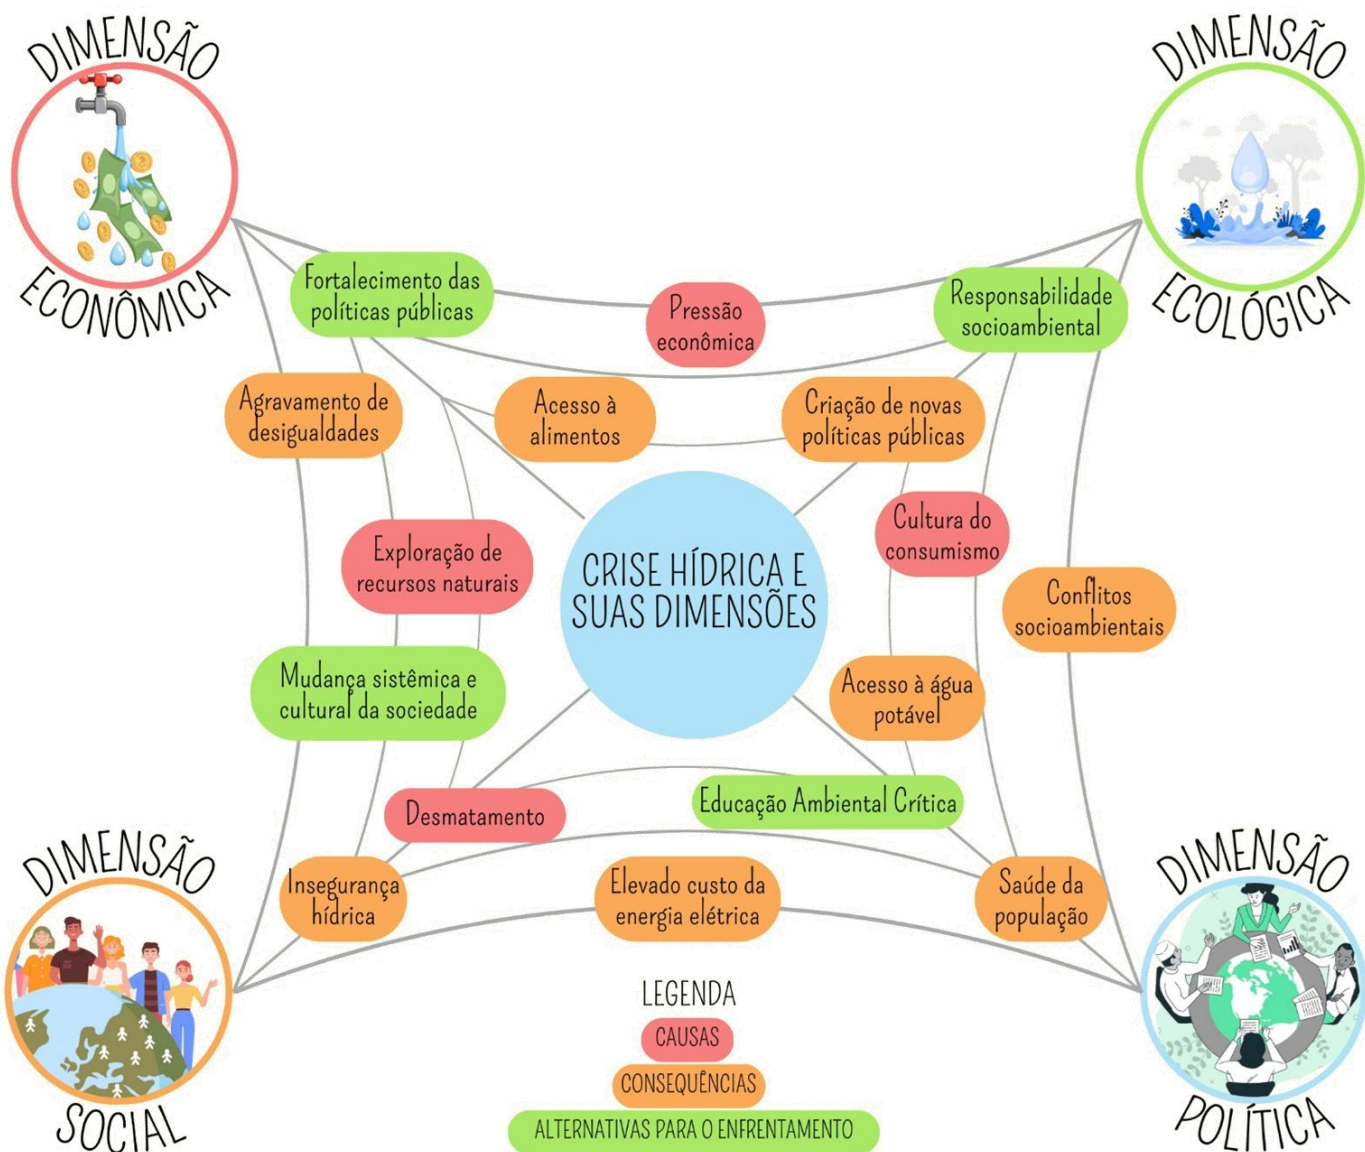 DIMENSÃO
ECONÔMICA
DIMENSÃO
ECOLÓGICA
Fortalecimento das
políticas públicas
Pressão
econômica
Responsabilidade
socioambiental
Agravamento de
desigualdades
Acesso à
alimentos
Criação de novas
políticas públicas
Exploração de
recursos naturais
Cultura do
consumismo
CRISE HÍDRICA E
SUAS DIMENSÕES
Conflitos
socioambientais
Mudança sistêmica e
cultural da sociedade
Acesso à água
potável
Desmatamento
Educação Ambiental Crítica
Insegurança
hídrica
Elevado custo da
energia elétrica
Saúde da
população
DIMENSÃO
SOCIAL
DIMENSÃO
POLÍTICA
LEGENDA
CAUSAS
CONSEQUÊNCIAS
ALTERNATIVAS PARA O ENFRENTAMENTO